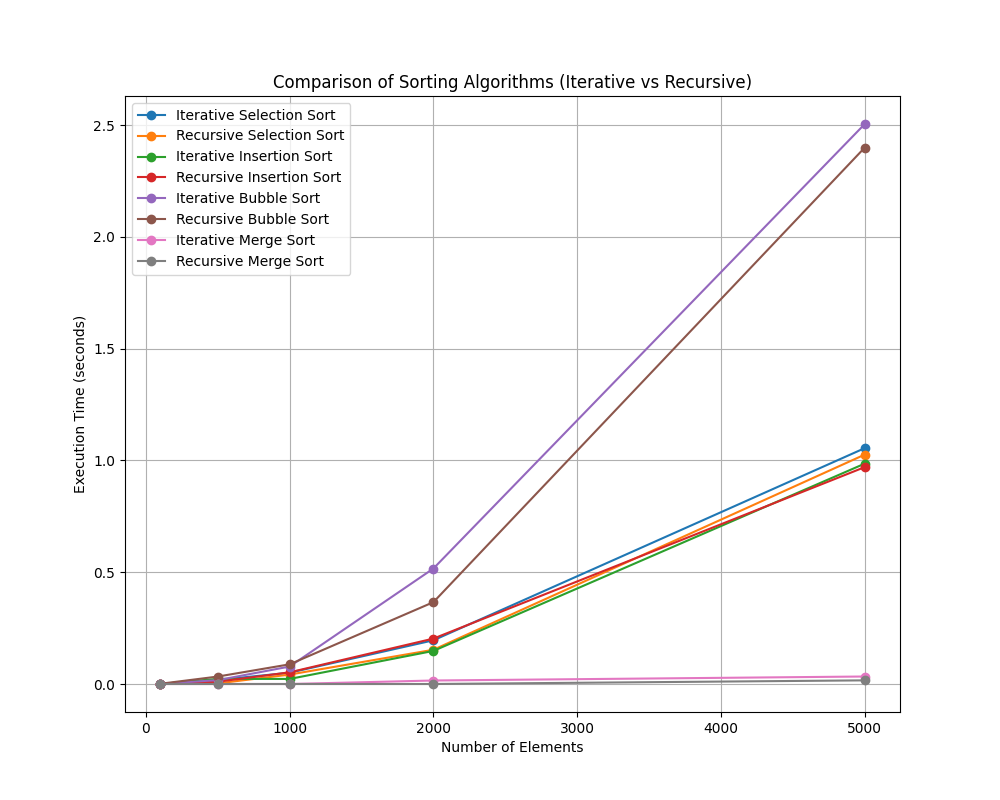 Comparison of Sorting Algorithms (Iterative vs Recursive)
Iterative Selection Sort
Recursive Selection Sort
Iterative Insertion Sort
Recursive Insertion Sort
Iterative Bubble Sort
Recursive Bubble Sort
Iterative Merge Sort
Recursive Merge Sort
Execution Time (seconds)
2.5
2.0
1.5
1.0
0.5
0.0
0 1000 2000 3000 4000 5000
Number of Elements